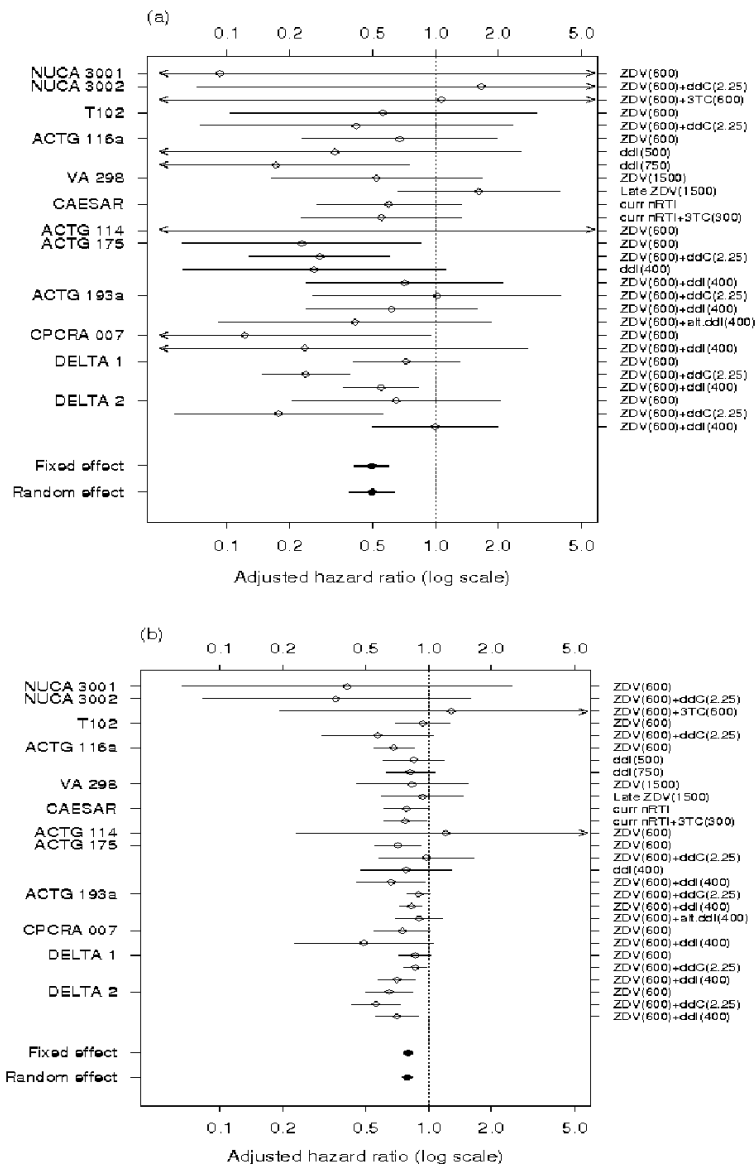 (a)
0.1 0.2 0.5 1.0 2.0 5.0
NUCA 3001 ZDV(600)
NUCA 3002 ZDV(600)+ddC(2.25)
ZDV(600)+3TC(600)
T102 ZDV(600)
ZDV(600)+ddC(2.25)
ACTG 116a ZDV(600)
ddI(500)
ddI(750)
VA 298 ZDV(1500)
Late ZDV(1500)
CAESAR curr nRTI
curr nRTI+3TC(300)
ACTG 114 ZDV(600)
ACTG 175 ZDV(600)
ZDV(600)+ddC(2.25)
ddI(400)
ZDV(600)+ddI(400)
ACTG 193a ZDV(600)+ddC(2.25)
ZDV(600)+ddI(400)
ZDV(600)+alt.ddI(400)
CPCRA 007 ZDV(600)
ZDV(600)+ddI(400)
DELTA 1 ZDV(600)
ZDV(600)+ddC(2.25)
ZDV(600)+ddI(400)
DELTA 2 ZDV(600)
ZDV(600)+ddC(2.25)
ZDV(600)+ddI(400)
Fixed effect
Random effect
0.1 0.2 0.5 1.0 2.0 5.0
Adjusted hazard ratio (log scale)
(b)
0.1 0.2 0.5 1.0 2.0 5.0
NUCA 3001 ZDV(600)
NUCA 3002 ZDV(600)+ddC(2.25)
ZDV(600)+3TC(600)
T102 ZDV(600)
ZDV(600)+ddC(2.25)
ACTG 116a ZDV(600)
ddI(500)
ddI(750)
VA 298 ZDV(1500)
Late ZDV(1500)
CAESAR curr nRTI
curr nRTI+3TC(300)
ACTG 114 ZDV(600)
ACTG 175 ZDV(600)
ZDV(600)+ddC(2.25)
ddI(400)
ZDV(600)+ddI(400)
ACTG 193a ZDV(600)+ddC(2.25)
ZDV(600)+ddI(400)
ZDV(600)+alt.ddI(400)
CPCRA 007 ZDV(600)
ZDV(600)+ddI(400)
DELTA 1 ZDV(600)
ZDV(600)+ddC(2.25)
ZDV(600)+ddI(400)
DELTA 2 ZDV(600)
ZDV(600)+ddC(2.25)
ZDV(600)+ddI(400)
Fixed effect
Random effect
0.1 0.2 0.5 1.0 2.0 5.0
Adjusted hazard ratio (log scale)